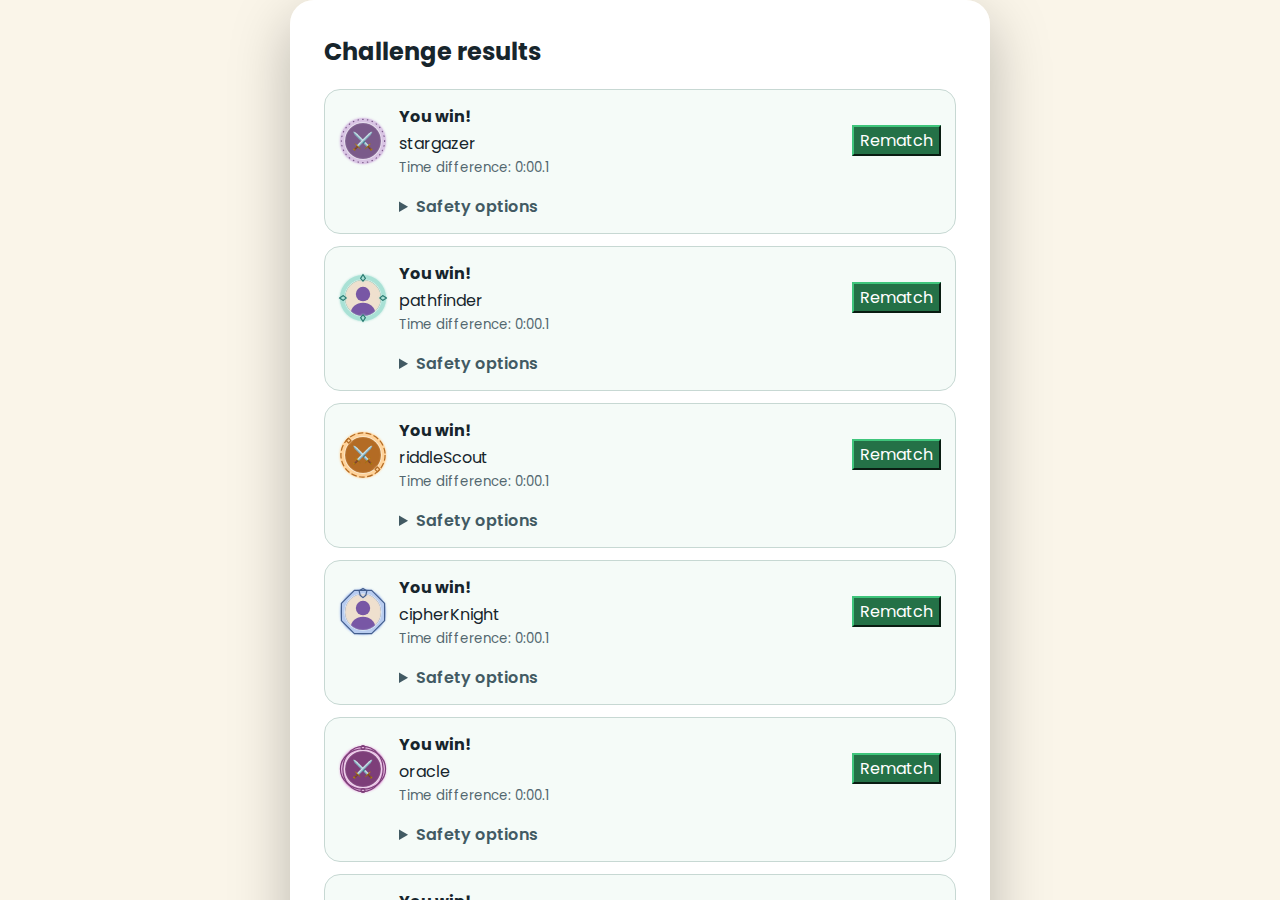 Challenge results
You win!
stargazer
Time difference: 0:00.1
Rematch
Safety options
You win!
pathfinder
Time difference: 0:00.1
Rematch
Safety options
You win!
riddleScout
Time difference: 0:00.1
Rematch
Safety options
You win!
cipherKnight
Time difference: 0:00.1
Rematch
Safety options
You win!
oracle
Time difference: 0:00.1
Rematch
Safety options
You win!